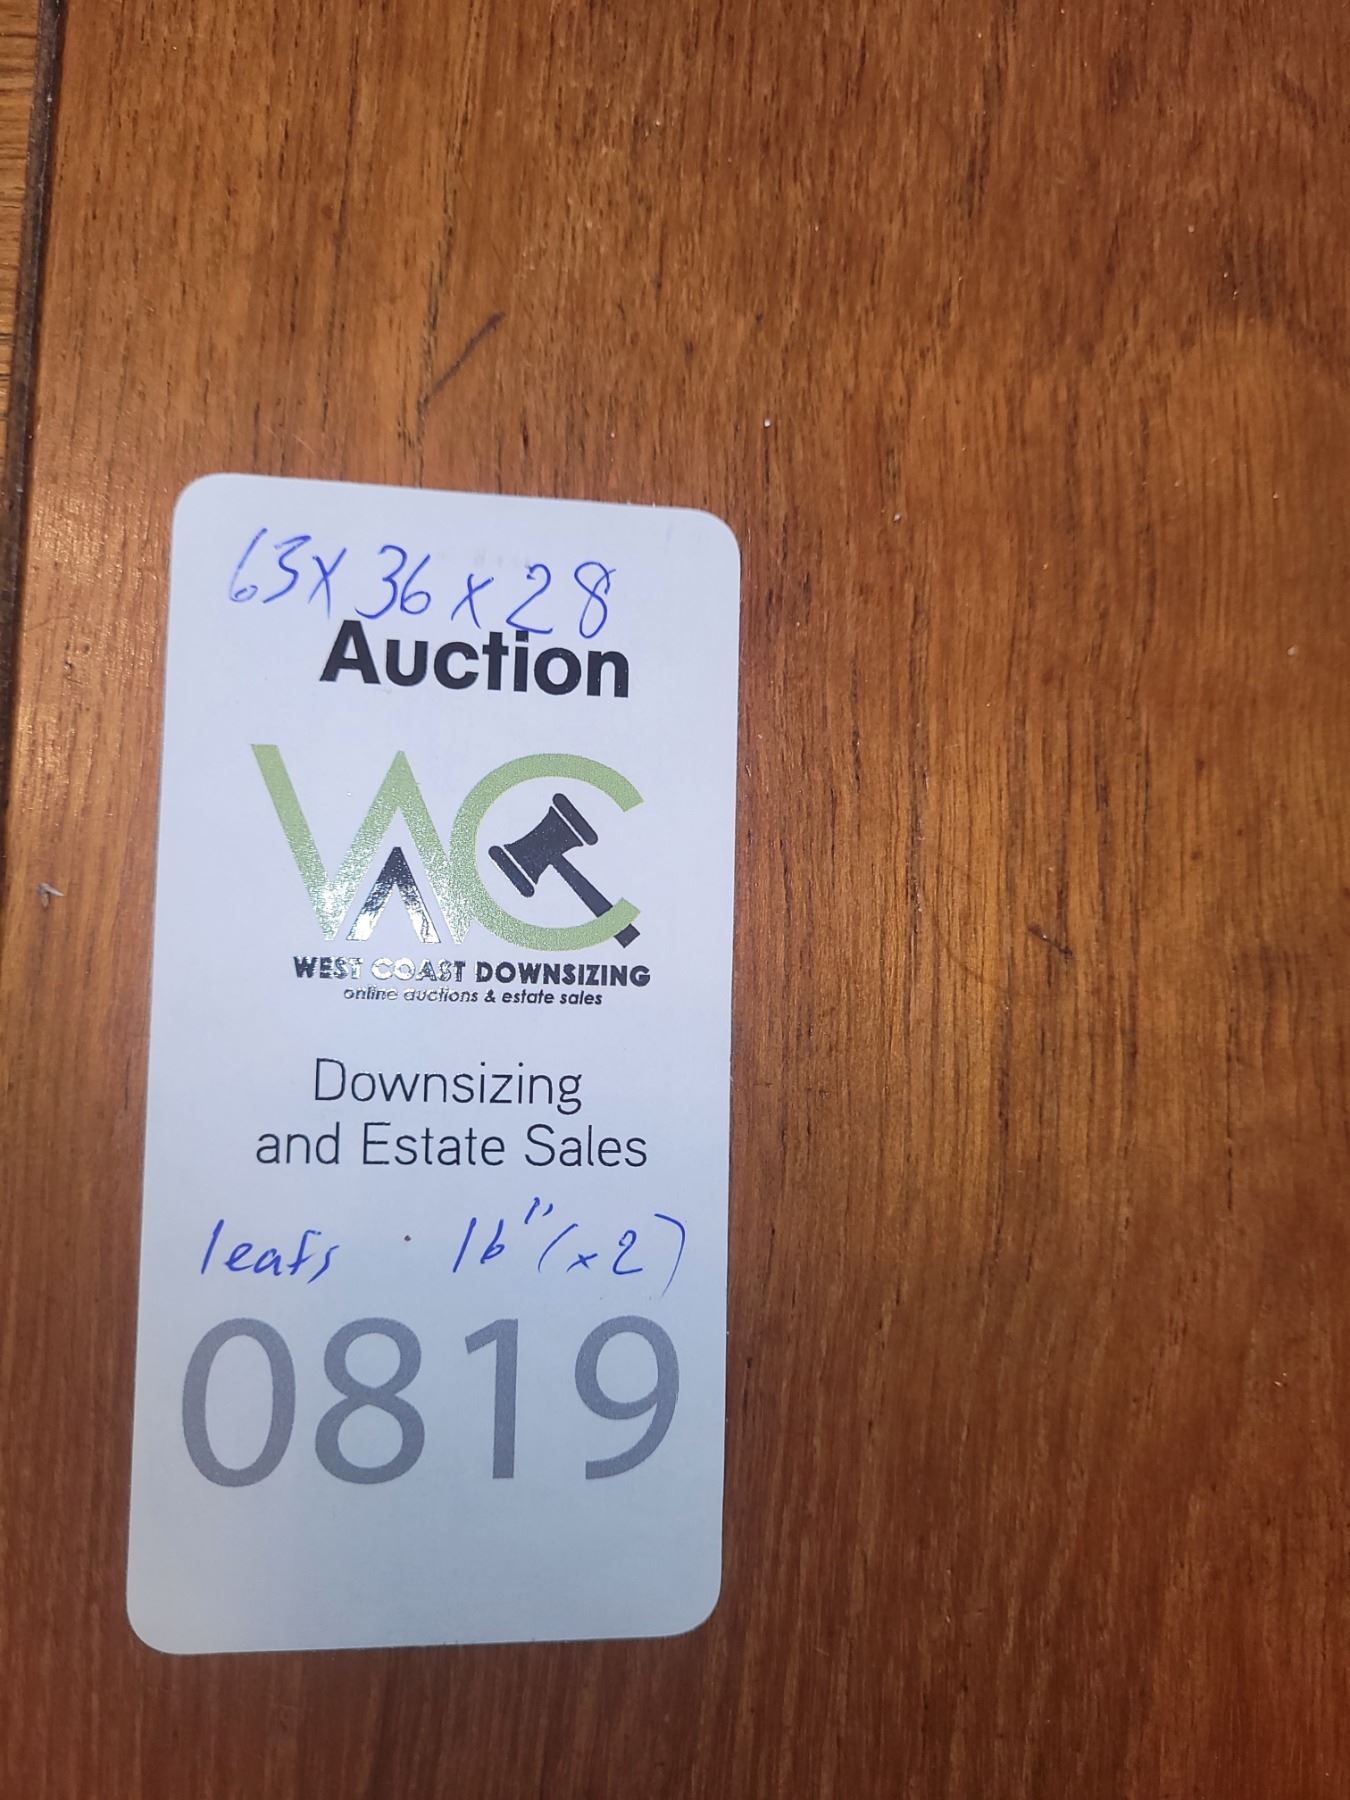 63x36x28
Auction
WC
WEST COAST DOWNSIZING
online auctions & estate sales
Downsizing
and Estate Sales
leafs 16" (x2)
0819